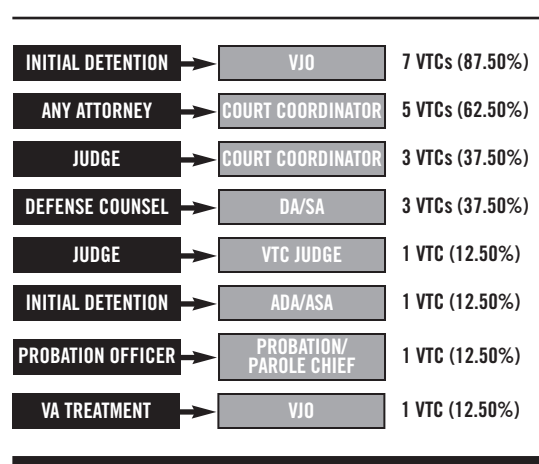 INITIAL DETENTION VJO 7 VTCs (87.50%)
ANY ATTORNEY COURT COORDINATOR 5 VTCs (62.50%)
JUDGE COURT COORDINATOR 3 VTCs (37.50%)
DEFENSE COUNSEL DA/SA 3 VTCs (37.50%)
JUDGE VTC JUDGE 1 VTC (12.50%)
INITIAL DETENTION ADA/ASA 1 VTC (12.50%)
PROBATION OFFICER PROBATION/
PAROLE CHIEF 1 VTC (12.50%)
VA TREATMENT VJO 1 VTC (12.50%)